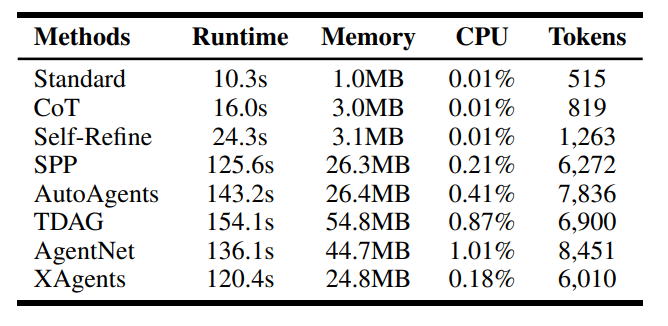 Methods Runtime Memory CPU Tokens
Standard 10.3s 1.0MB 0.01% 515
CoT 16.0s 3.0MB 0.01% 819
Self-Refine 24.3s 3.1MB 0.01% 1,263
SPP 125.6s 26.3MB 0.21% 6,272
AutoAgents 143.2s 26.4MB 0.41% 7,836
TDAG 154.1s 54.8MB 0.87% 6,900
AgentNet 136.1s 44.7MB 1.01% 8,451
XAgents 120.4s 24.8MB 0.18% 6,010